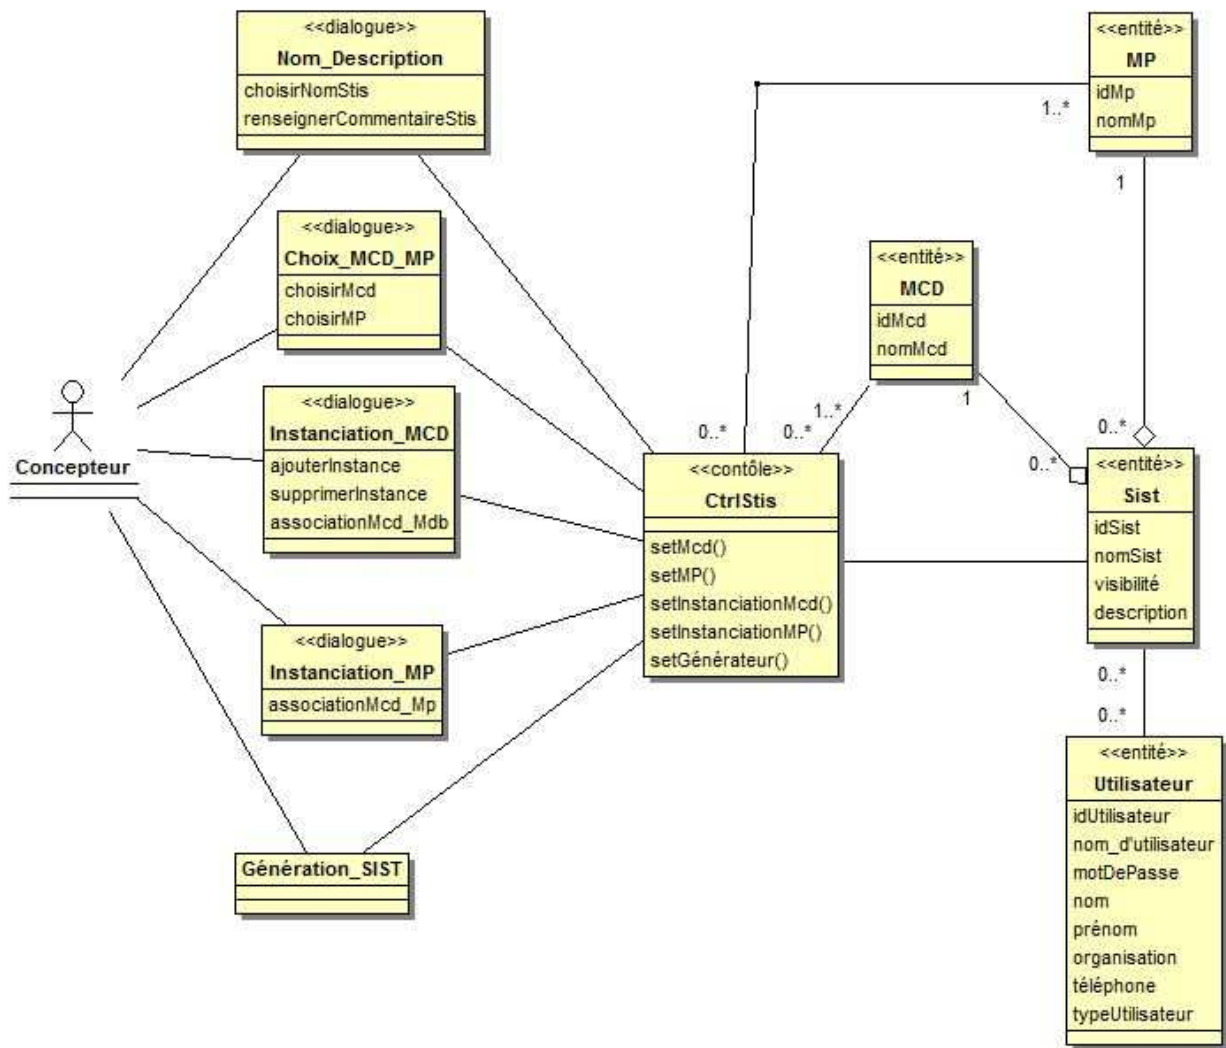 <<dialogue>>
Nom_Description
choisirNomStis
renseignerCommentaireStis
<<entité>>
MP
idMp
nomMp
1..*
1
<<dialogue>>
Choix_MCD_MP
choisirMcd
choisirMP
<<entité>>
MCD
idMcd
nomMcd
1..*
1
0..*
0..*
0..*
0..*
Concepteur
<<dialogue>>
Instanciation_MCD
ajouterInstance
supprimerInstance
associationMcd_Mdb
<<contôle>>
CtrlStis
setMcd()
setMP()
setInstanciationMcd()
setInstanciationMP()
setGénérateur()
<<entité>>
Sist
idSist
nomSist
visibilité
description
<<dialogue>>
Instanciation_MP
associationMcd_Mp
0..*
0..*
Génération_SIST
<<entité>>
Utilisateur
idUtilisateur
nom_d'utilisateur
motDePasse
nom
prénom
organisation
téléphone
typeUtilisateur